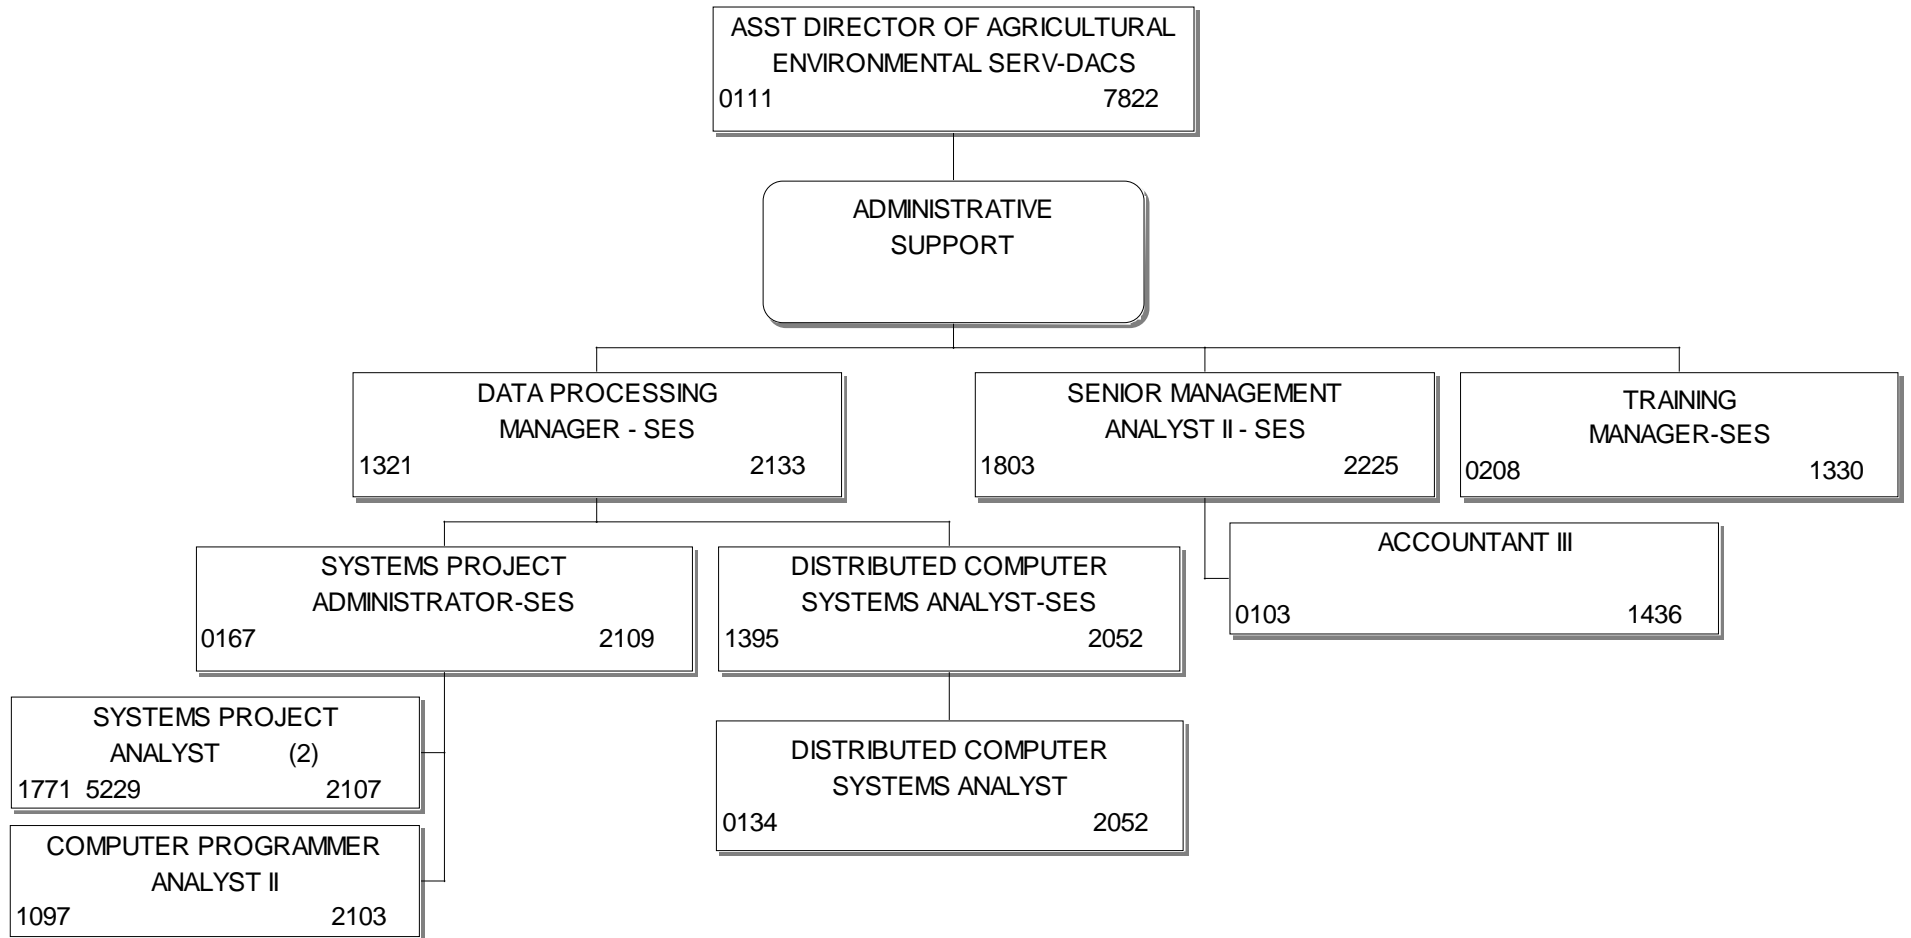 ASST DIRECTOR OF AGRICULTURAL
ENVIRONMENTAL SERV-DACS
0111 7822
ADMINISTRATIVE
SUPPORT
DATA PROCESSING
MANAGER - SES
1321 2133
SENIOR MANAGEMENT
ANALYST II - SES
1803 2225
TRAINING
MANAGER-SES
0208 1330
SYSTEMS PROJECT
ADMINISTRATOR-SES
0167 2109
DISTRIBUTED COMPUTER
SYSTEMS ANALYST-SES
1395 2052
ACCOUNTANT III
0103 1436
SYSTEMS PROJECT
ANALYST (2)
1771 5229 2107
DISTRIBUTED COMPUTER
SYSTEMS ANALYST
0134 2052
COMPUTER PROGRAMMER
ANALYST II
1097 2103